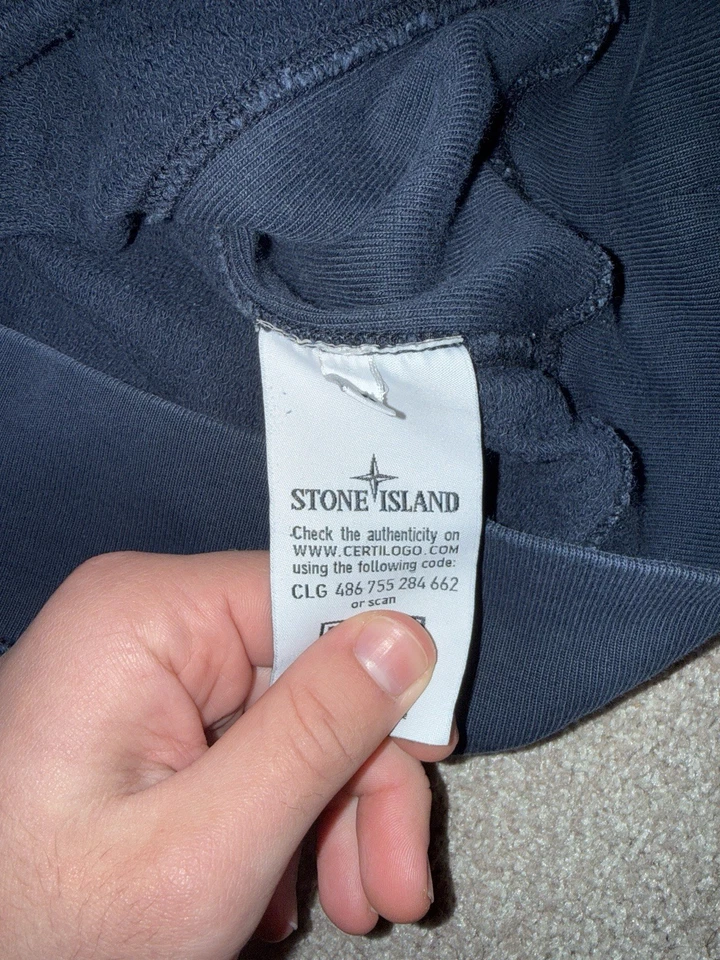 STONE ISLAND
Check the authenticity on
WWW.CERTILOGO.COM
using the following code:
CLG 486 755 284 662
or scan